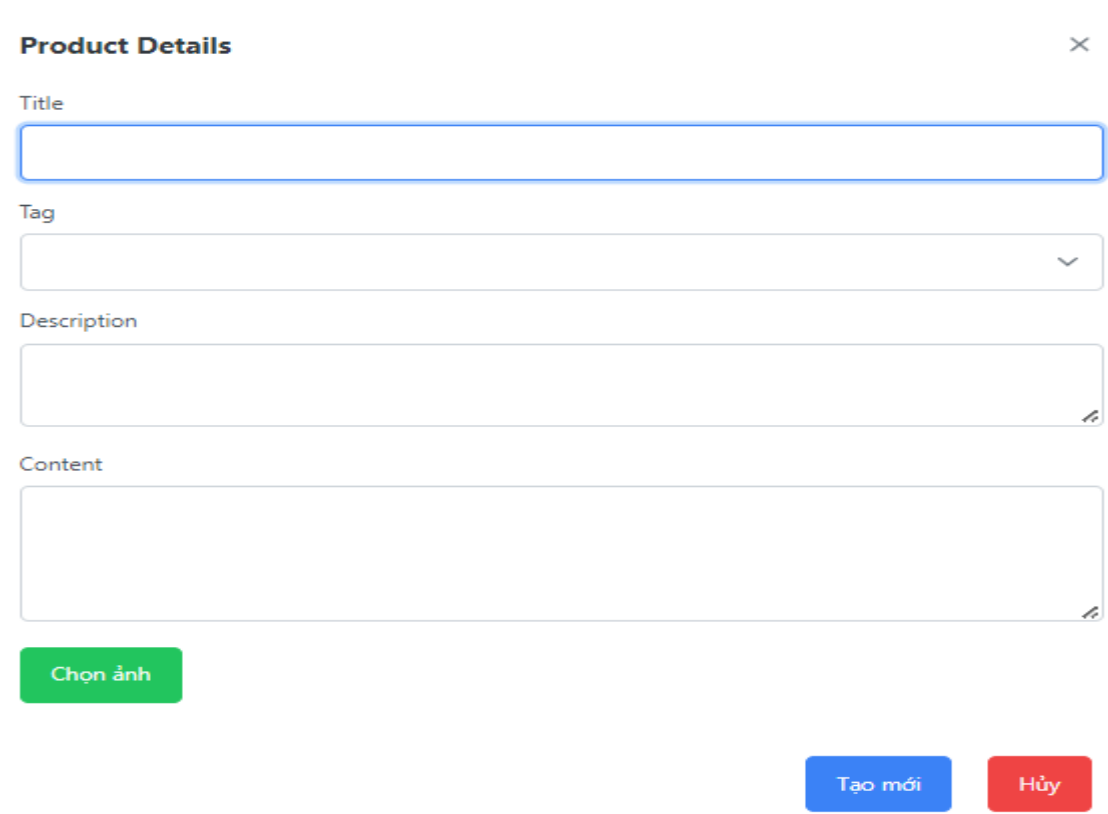 Product Details
Title
Tag
Description
Content
Chọn ảnh
Tạo mới Hủy